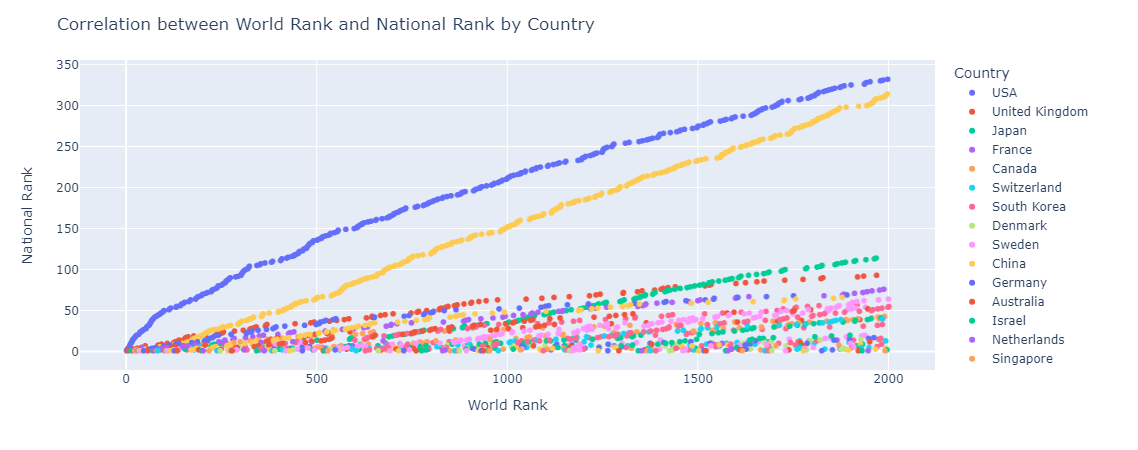 Correlation between World Rank and National Rank by Country
350
300
250
200
150
100
50
0
National Rank
0
500
1000
1500
2000
World Rank
Country
USA
United Kingdom
Japan
France
Canada
Switzerland
South Korea
Denmark
Sweden
China
Germany
Australia
Israel
Netherlands
Singapore